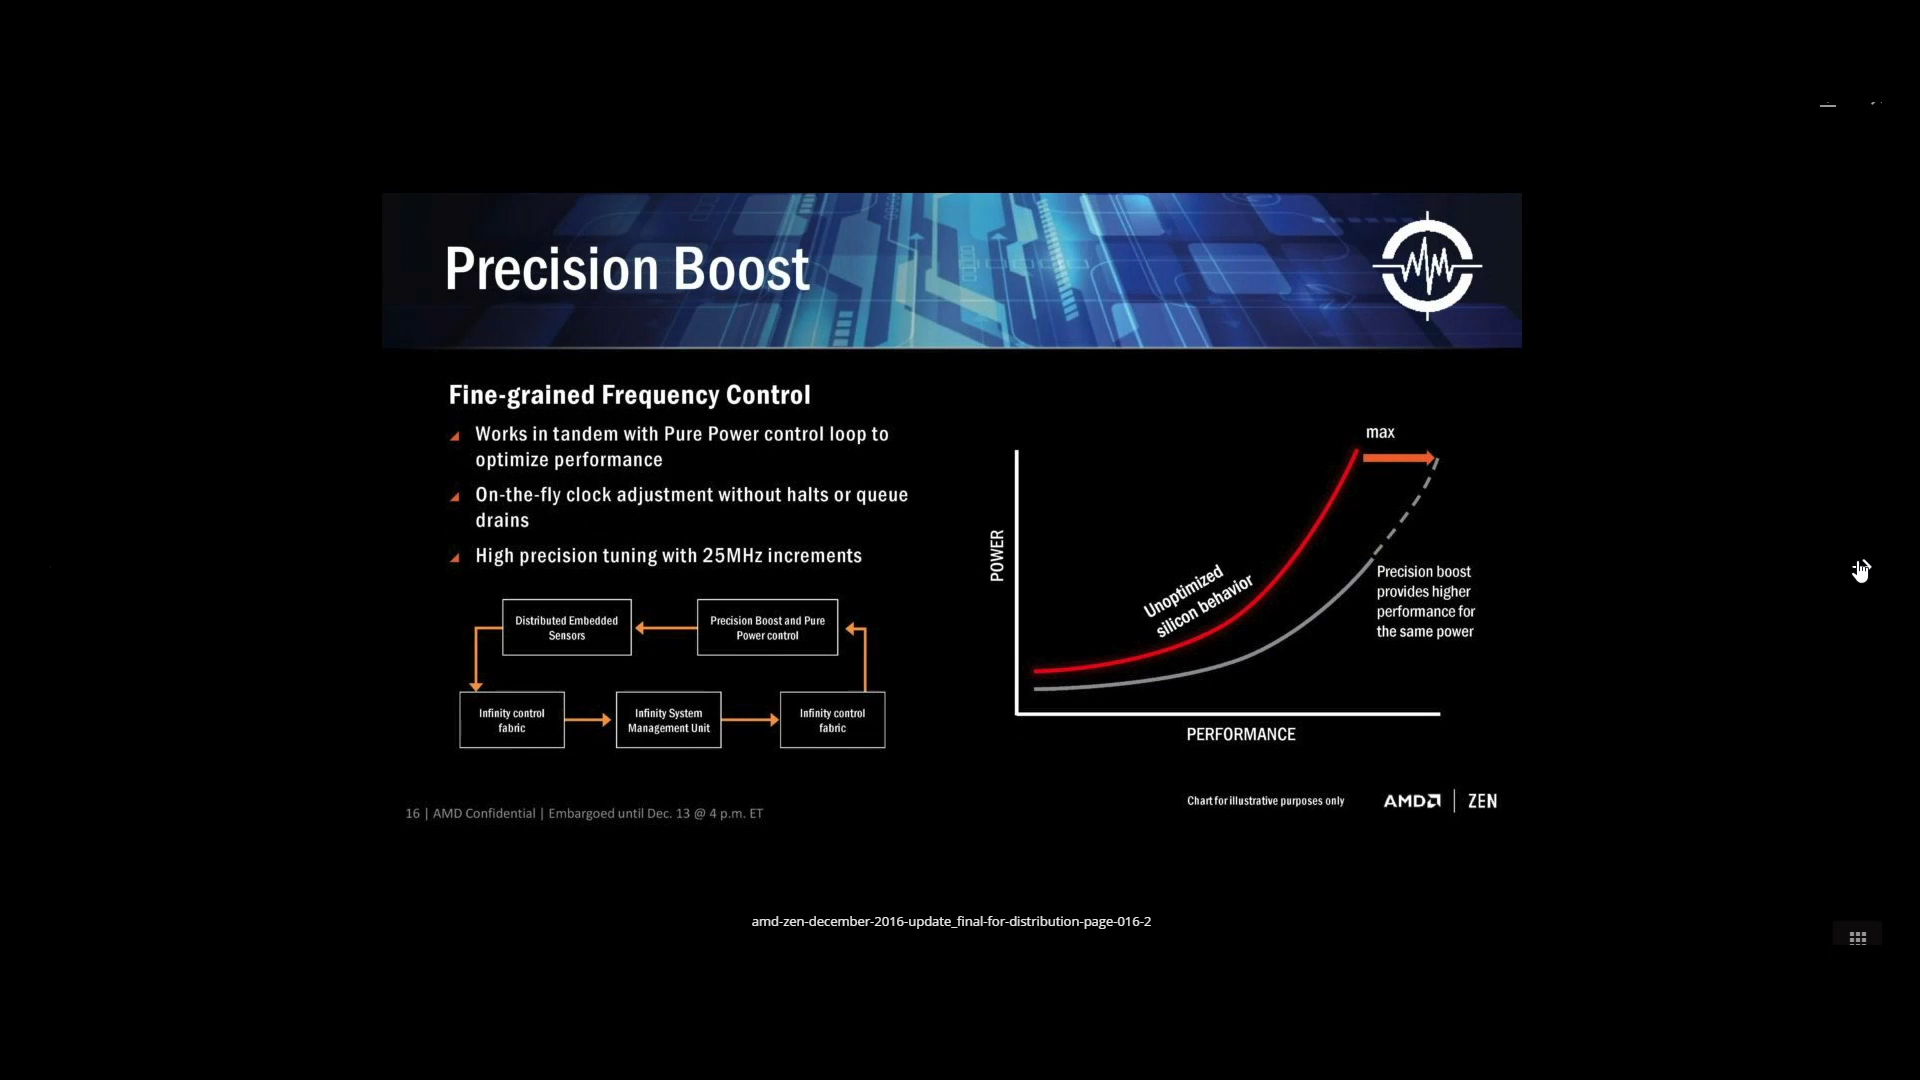 Precision Boost
Fine-grained Frequency Control
Works in tandem with Pure Power control loop to
optimize performance
On-the-fly clock adjustment without halts or queue
drains
High precision tuning with 25MHz increments
Distributed Embedded
Sensors
Precision Boost and Pure
Power control
Infinity control
fabric
Infinity System
Management Unit
Infinity control
fabric
max
POWER
Unoptimized
silicon behavior
Precision boost
provides higher
performance for
the same power
PERFORMANCE
Chart for illustrative purposes only
AMD | ZEN
16 | AMD Confidential | Embargoed until Dec. 13 @ 4 p.m. ET
amd-zen-december-2016-update_final-for-distribution-page-016-2